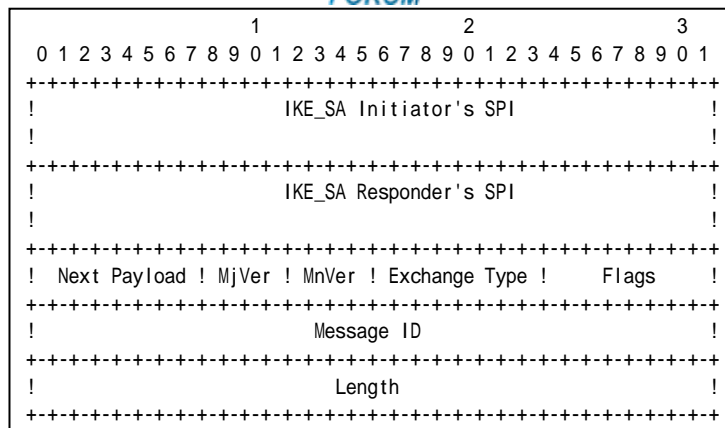 FORUM
1 2 3
0 1 2 3 4 5 6 7 8 9 0 1 2 3 4 5 6 7 8 9 0 1 2 3 4 5 6 7 8 9 0 1
+-+-+-+-+-+-+-+-+-+-+-+-+-+-+-+-+-+-+-+-+-+-+-+-+-+-+-+-+-+-+-+-+
! IKE_SA Initiator's SPI !
! !
+-+-+-+-+-+-+-+-+-+-+-+-+-+-+-+-+-+-+-+-+-+-+-+-+-+-+-+-+-+-+-+-+
! IKE_SA Responder's SPI !
! !
+-+-+-+-+-+-+-+-+-+-+-+-+-+-+-+-+-+-+-+-+-+-+-+-+-+-+-+-+-+-+-+-+
! Next Payload ! MjVer ! MnVer ! Exchange Type ! Flags !
+-+-+-+-+-+-+-+-+-+-+-+-+-+-+-+-+-+-+-+-+-+-+-+-+-+-+-+-+-+-+-+-+
! Message ID !
+-+-+-+-+-+-+-+-+-+-+-+-+-+-+-+-+-+-+-+-+-+-+-+-+-+-+-+-+-+-+-+-+
! Length !
+-+-+-+-+-+-+-+-+-+-+-+-+-+-+-+-+-+-+-+-+-+-+-+-+-+-+-+-+-+-+-+-+